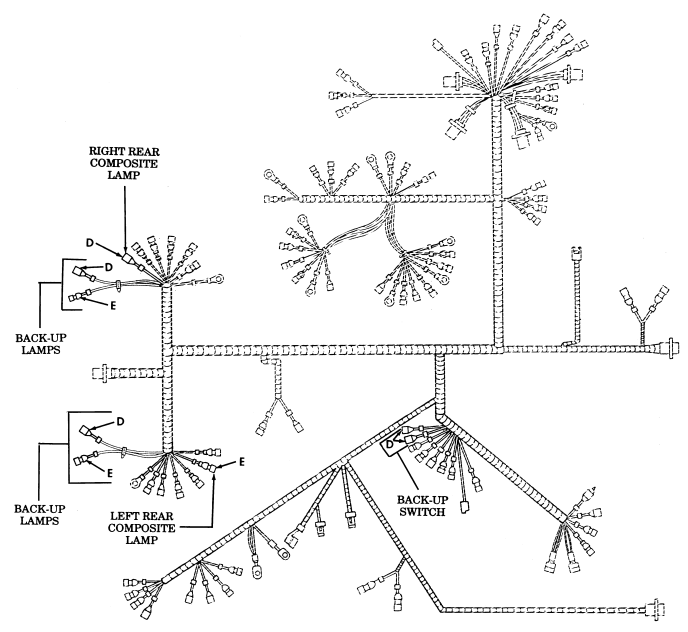 RIGHT REAR
COMPOSITE
LAMP
D
D
E
BACK-UP
LAMPS
D
E
BACK-UP
LAMPS
LEFT REAR
COMPOSITE
LAMP
E
D
BACK-UP
SWITCH